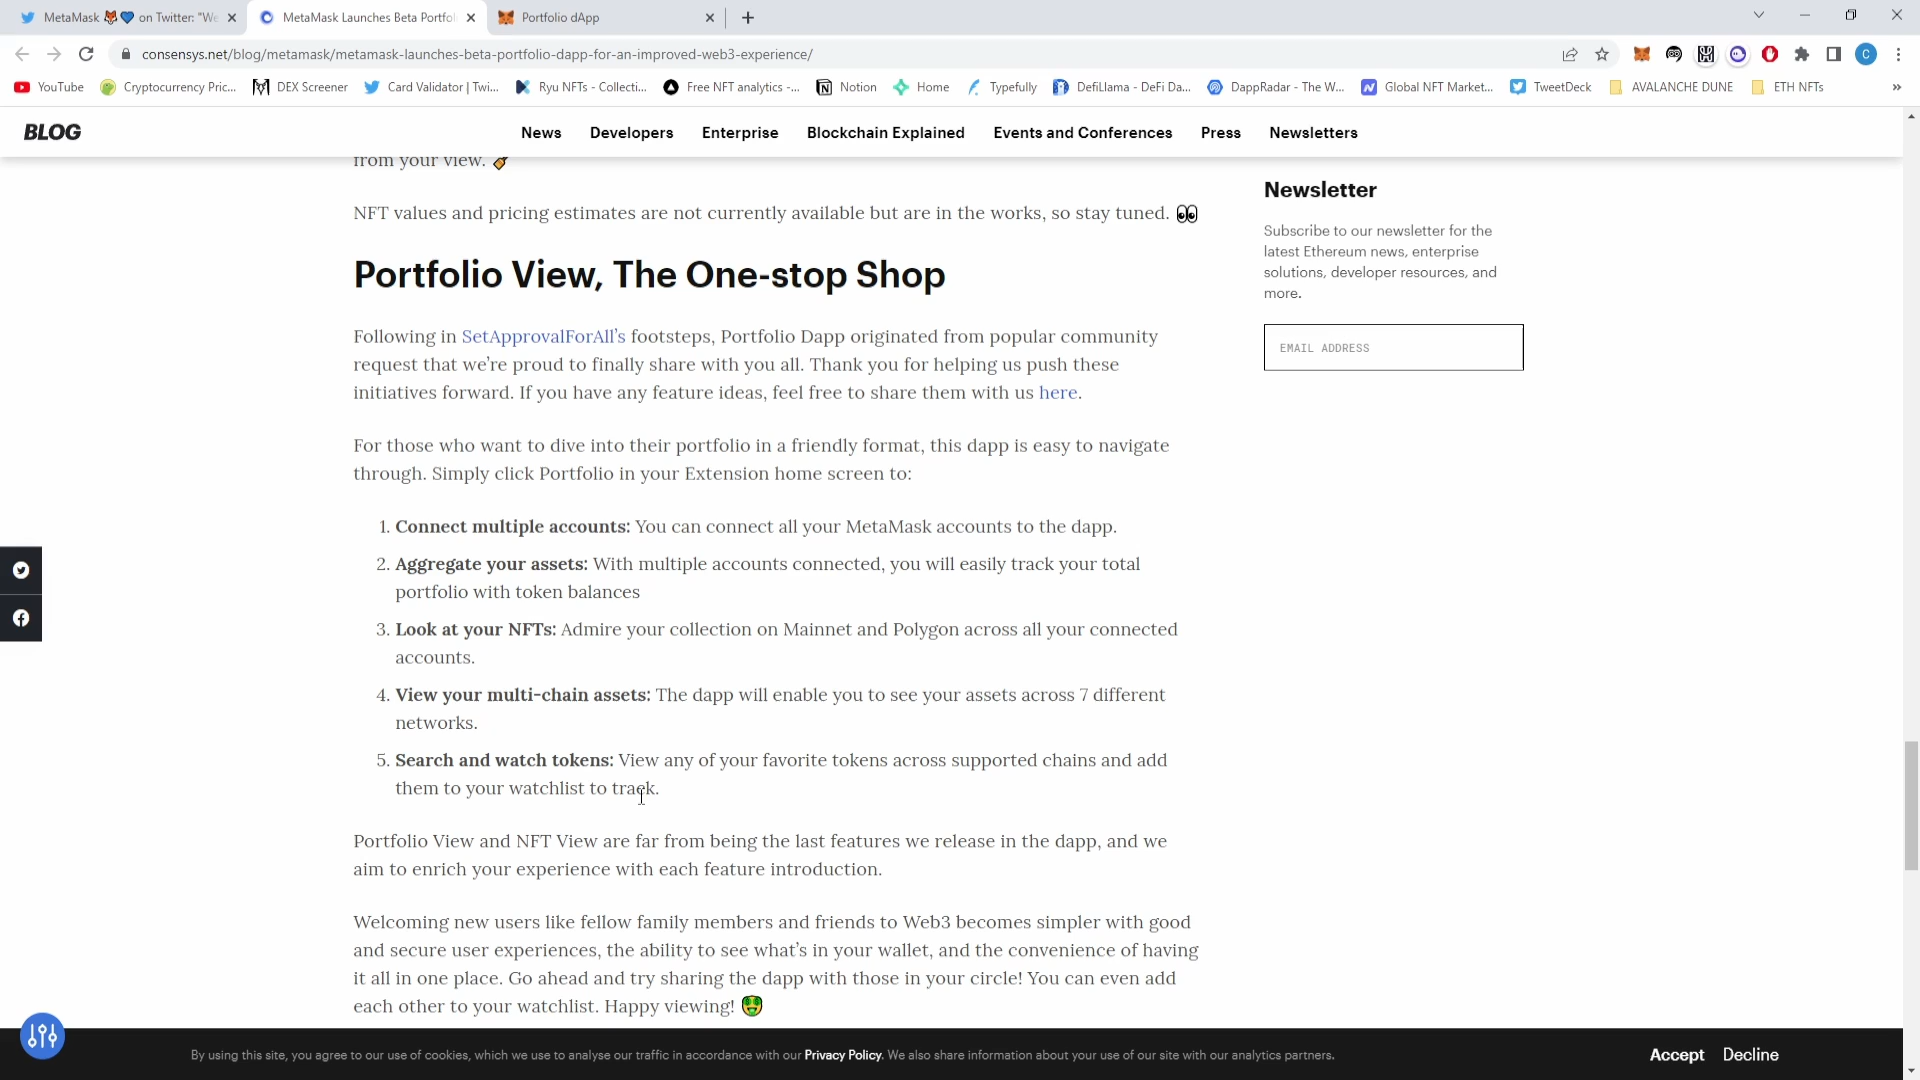 MetaMask 🦊💙 on Twitter: "We
MetaMask Launches Beta Portfol
Portfolio dApp
consensys.net/blog/metamask/metamask-launches-beta-portfolio-dapp-for-an-improved-web3-experience/
C
YouTube
Cryptocurrency Pric...
DEX Screener
Card Validator | Twi...
Ryu NFTs - Collecti...
Free NFT analytics -...
Notion
Home
Typefully
DefiLlama - DeFi Da...
DappRadar - The W...
Global NFT Market...
TweetDeck
AVALANCHE DUNE
ETH NFTs
»
BLOG
News
Developers
Enterprise
Blockchain Explained
Events and Conferences
Press
Newsletters
from your view.
NFT values and pricing estimates are not currently available but are in the works, so stay tuned. 👀
Portfolio View, The One-stop Shop
Following in SetApprovalForAll's footsteps, Portfolio Dapp originated from popular community
request that we're proud to finally share with you all. Thank you for helping us push these
initiatives forward. If you have any feature ideas, feel free to share them with us here.
For those who want to dive into their portfolio in a friendly format, this dapp is easy to navigate
through. Simply click Portfolio in your Extension home screen to:
1. Connect multiple accounts: You can connect all your MetaMask accounts to the dapp.
2. Aggregate your assets: With multiple accounts connected, you will easily track your total
portfolio with token balances
3. Look at your NFTs: Admire your collection on Mainnet and Polygon across all your connected
accounts.
4. View your multi-chain assets: The dapp will enable you to see your assets across 7 different
networks.
5. Search and watch tokens: View any of your favorite tokens across supported chains and add
them to your watchlist to track.
Portfolio View and NFT View are far from being the last features we release in the dapp, and we
aim to enrich your experience with each feature introduction.
Welcoming new users like fellow family members and friends to Web3 becomes simpler with good
and secure user experiences, the ability to see what's in your wallet, and the convenience of having
it all in one place. Go ahead and try sharing the dapp with those in your circle! You can even add
each other to your watchlist. Happy viewing! 🤑
Newsletter
Subscribe to our newsletter for the
latest Ethereum news, enterprise
solutions, developer resources, and
more.
EMAIL ADDRESS
By using this site, you agree to our use of cookies, which we use to analyse our traffic in accordance with our Privacy Policy. We also share information about your use of our site with our analytics partners.
Accept
Decline